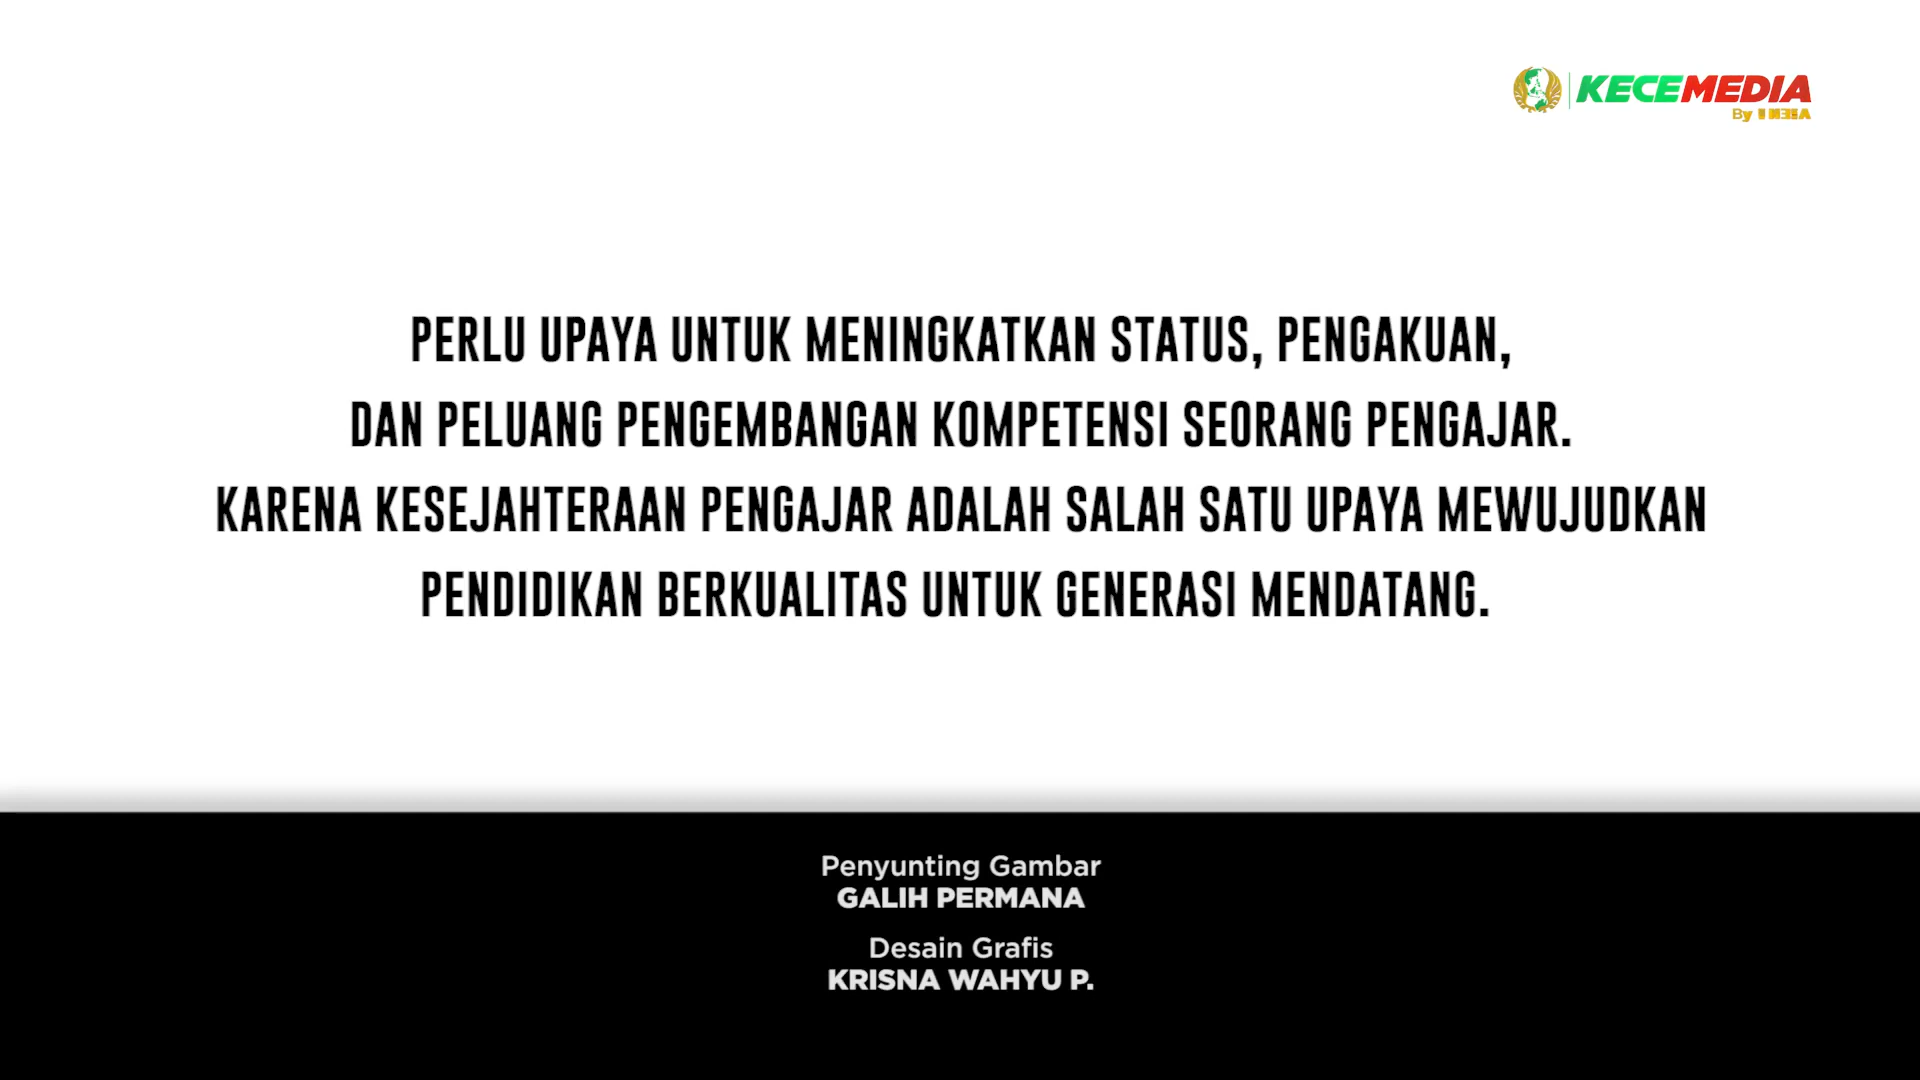 KECEMEDIA
By
PERLU UPAYA UNTUK MENINGKATKAN STATUS, PENGAKUAN,
DAN PELUANG PENGEMBANGAN KOMPETENSI SEORANG PENGAJAR.
KARENA KESEJAHTERAAN PENGAJAR ADALAH SALAH SATU UPAYA MEWUJUDKAN
PENDIDIKAN BERKUALITAS UNTUK GENERASI MENDATANG.
Penyunting Gambar
GALIH PERMANA
Desain Grafis
KRISNA WAHYU P.